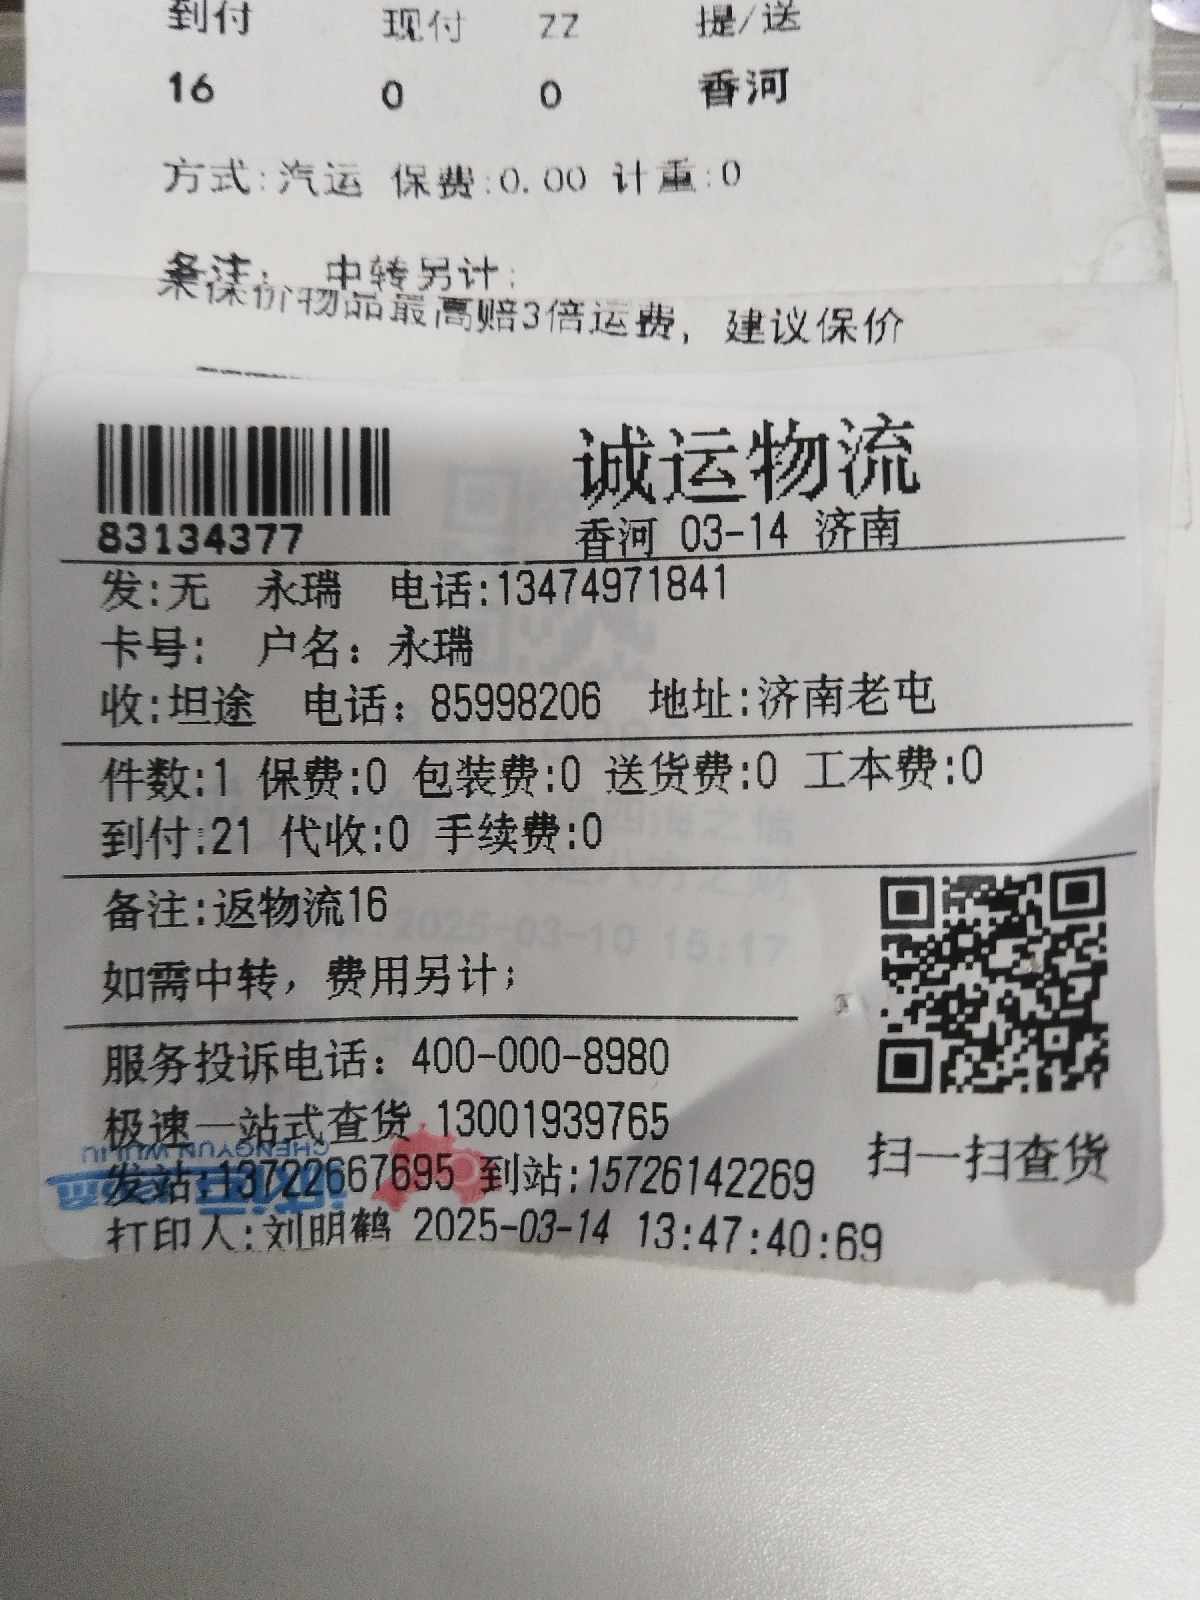 到付 现付 ZZ 提/送
16 0 0 香河
方式:汽运 保费:0.00 计重:0
备注: 中转另计;
未保价物品最高赔3倍运费, 建议保价
诚运物流
83134377
香河 03-14 济南
发:无 永瑞 电话:13474971841
卡号: 户名: 永瑞
收:坦途 电话: 85998206 地址:济南老屯
件数:1 保费:0 包装费:0 送货费:0 工本费:0
到付:21 代收:0 手续费:0
备注:返物流16
2025-03-10 15:17
如需中转, 费用另计;
服务投诉电话: 400-000-8980
极速一站式查货 13001939765
CHENGYUN WULIU
发站:13722667695 到站:15726142269
扫一扫查货
打印人:刘明鹤 2025-03-14 13:47:40:69